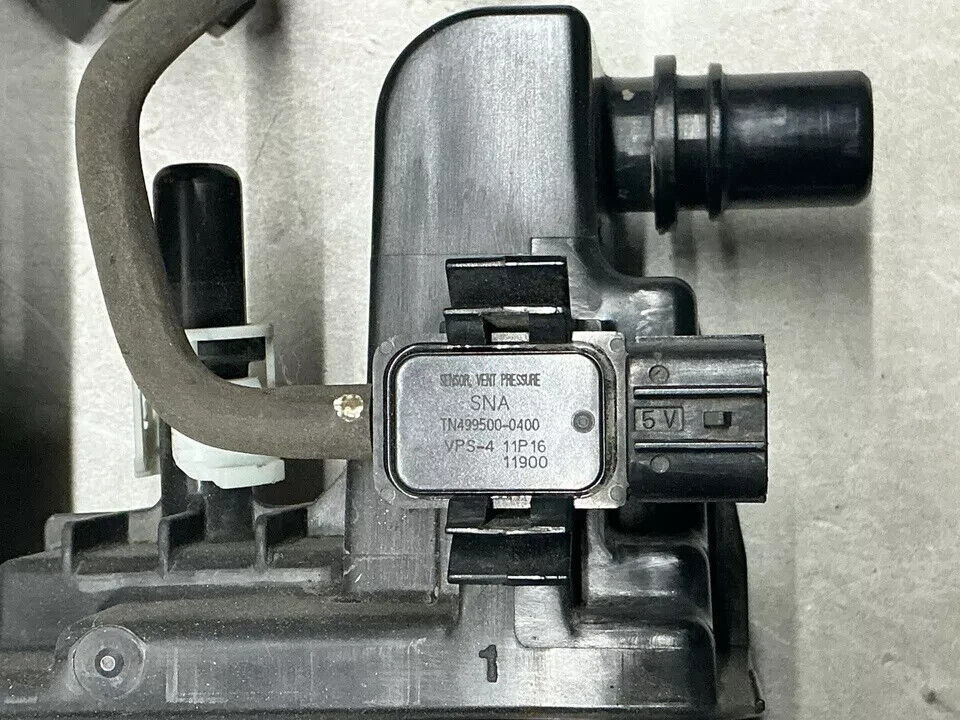 SENSOR, VENT PRESSURE
SNA
TN499500-0400
VPS-4 11P16
11900
5V
1